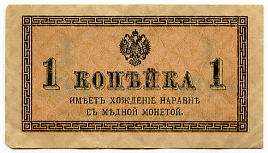 1 КОПѢЙКА 1
ИМѢЕТЪ ХОЖДЕНІЕ НАРАВНѢ
СЪ МѢДНОЙ МОНЕТОЙ.